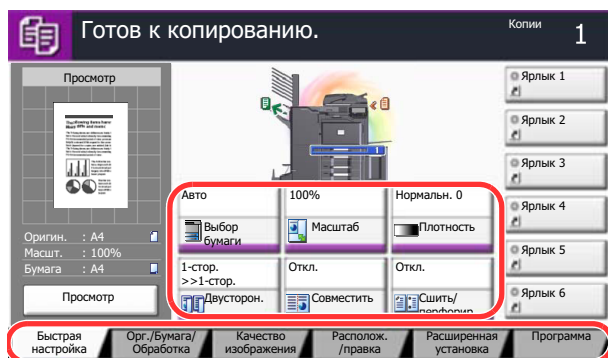 Готов к копированию.
Копии
1
Просмотр
Оригин. : A4
Масшт. : 100%
Бумага : A4
Просмотр
1
Авто
Выбор
бумаги
100%
Масштаб
Нормальн. 0
Плотность
1-стор.
>>1-стор.
Двусторон.
Откл.
Совместить
Откл.
Сшить/
перфорир.
Ярлык 1
Ярлык 2
Ярлык 3
Ярлык 4
Ярлык 5
Ярлык 6
Быстрая
настройка
Орг./Бумага/
Обработка
Качество
изображения
Располож.
/правка
Расширенная
установка
Программа